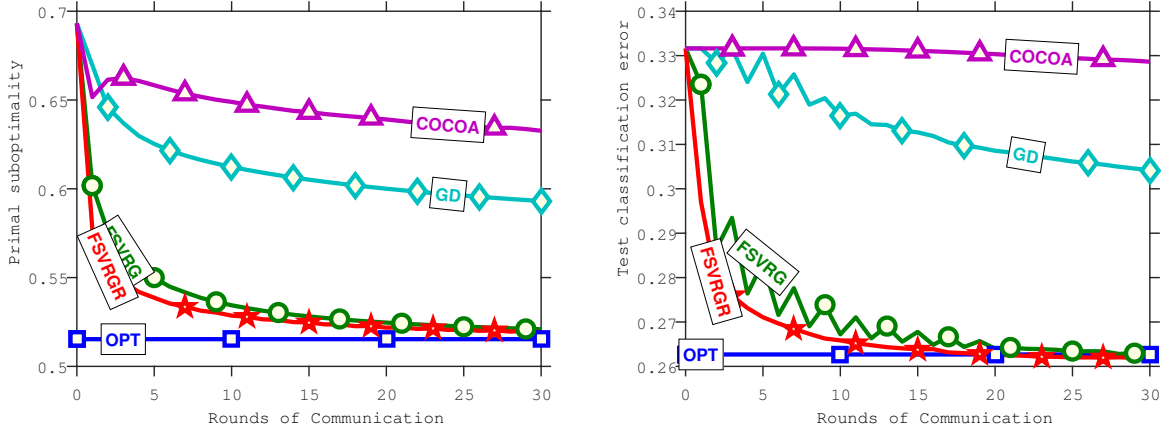 Primal suboptimality
0.7
0.65
0.6
0.55
0.5
COCOA
GD
FSVRG
FSVRGR
OPT
0 5 10 15 20 25 30
Rounds of Communication
Test classification error
0.34
0.33
0.32
0.31
0.3
0.29
0.28
0.27
0.26
COCOA
GD
FSVRG
FSVRGR
OPT
0 5 10 15 20 25 30
Rounds of Communication